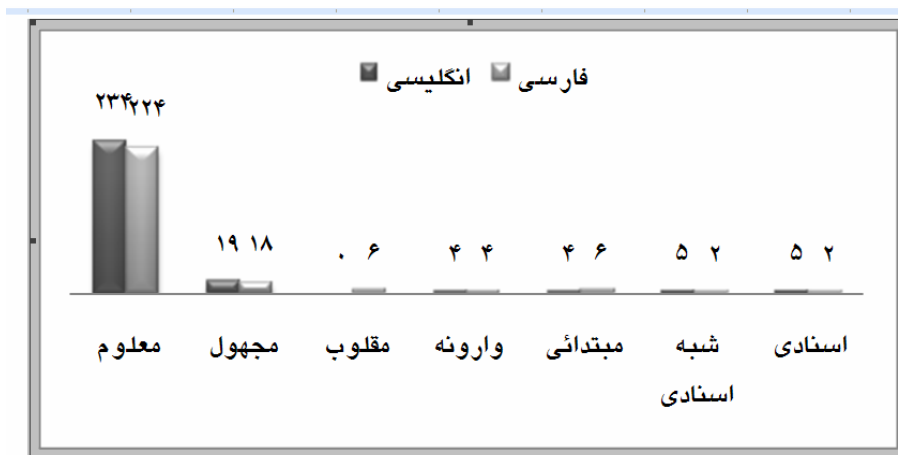 انگلیسی فارسی
۲۳۴ ۲۲۴
۱۹ ۱۸
۰ ۶
۴ ۴
۴ ۶
۵ ۲
۵ ۲
معلوم
مجهول
مقلوب
وارونه
مبتدائی
شبه
اسنادی
اسنادی